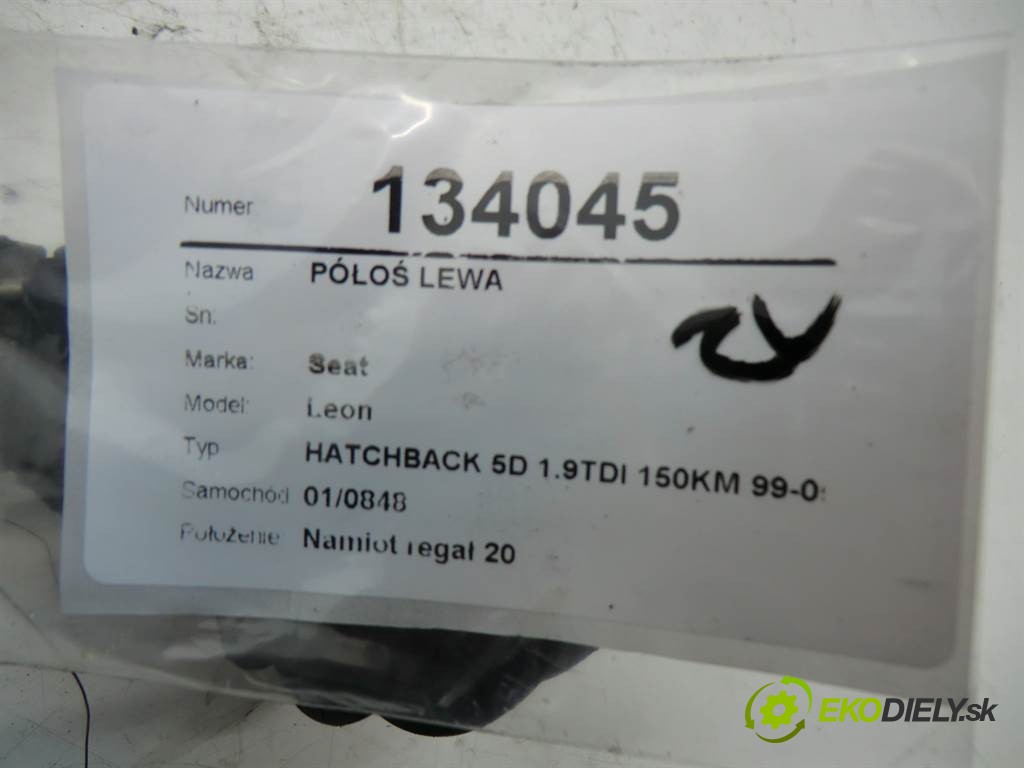 Numer 134045
Nazwa PÓŁOŚ LEWA
Sn:
Marka: Seat
Model: Leon
Typ HATCHBACK 5D 1.9TDI 150KM 99-0
Samochód 01/0848
Położenie Namiot regał 20
EKODIELY.sk